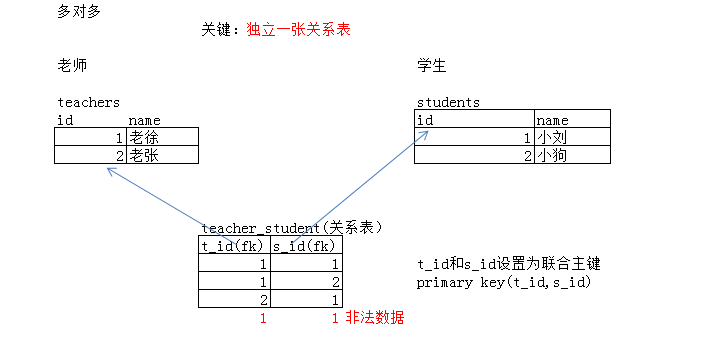 多对多
关键：独立一张关系表
老师 学生
teachers students
id name id name
1 老徐 1 小刘
2 老张 2 小狗
teacher_student(关系表)
t_id(fk) s_id(fk)
1 1
1 2
2 1
1 1 非法数据
t_id和s_id设置为联合主键
primary key(t_id,s_id)